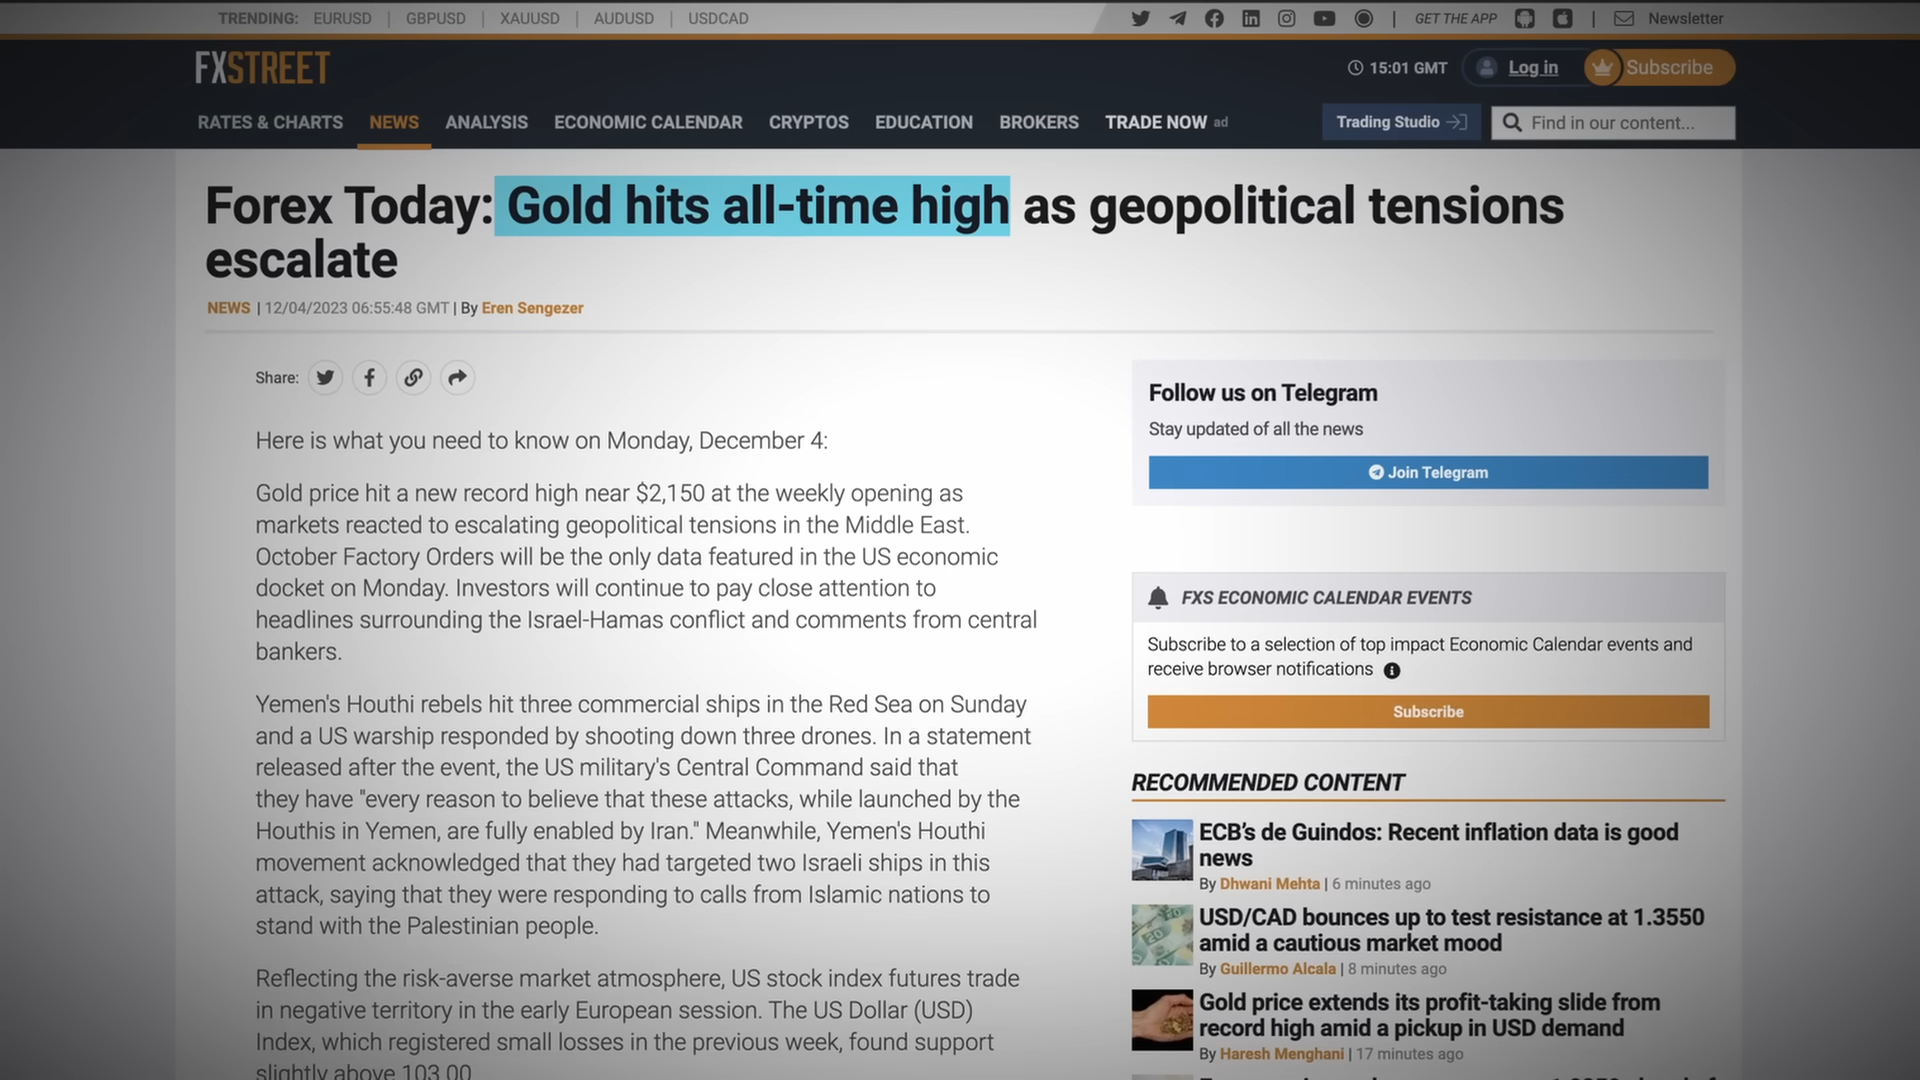 TRENDING: EURUSD | GBPUSD | XAUUSD | AUDUSD | USDCAD
| GET THE APP | Newsletter
FXSTREET
15:01 GMT Log in Subscribe
RATES & CHARTS NEWS ANALYSIS ECONOMIC CALENDAR CRYPTOS EDUCATION BROKERS TRADE NOW ad Trading Studio Find in our content...
Forex Today: Gold hits all-time high as geopolitical tensions
escalate
NEWS | 12/04/2023 06:55:48 GMT | By Eren Sengezer
Share:
Here is what you need to know on Monday, December 4:
Gold price hit a new record high near $2,150 at the weekly opening as
markets reacted to escalating geopolitical tensions in the Middle East.
October Factory Orders will be the only data featured in the US economic
docket on Monday. Investors will continue to pay close attention to
headlines surrounding the Israel-Hamas conflict and comments from central
bankers.
Yemen's Houthi rebels hit three commercial ships in the Red Sea on Sunday
and a US warship responded by shooting down three drones. In a statement
released after the event, the US military's Central Command said that
they have "every reason to believe that these attacks, while launched by the
Houthis in Yemen, are fully enabled by Iran." Meanwhile, Yemen's Houthi
movement acknowledged that they had targeted two Israeli ships in this
attack, saying that they were responding to calls from Islamic nations to
stand with the Palestinian people.
Reflecting the risk-averse market atmosphere, US stock index futures trade
in negative territory in the early European session. The US Dollar (USD)
Index, which registered small losses in the previous week, found support
slightly above 103.00
Follow us on Telegram
Stay updated of all the news
Join Telegram
FXS ECONOMIC CALENDAR EVENTS
Subscribe to a selection of top impact Economic Calendar events and
receive browser notifications
Subscribe
RECOMMENDED CONTENT
ECB's de Guindos: Recent inflation data is good
news
By Dhwani Mehta | 6 minutes ago
USD/CAD bounces up to test resistance at 1.3550
amid a cautious market mood
By Guillermo Alcala | 8 minutes ago
Gold price extends its profit-taking slide from
record high amid a pickup in USD demand
By Haresh Menghani | 17 minutes ago